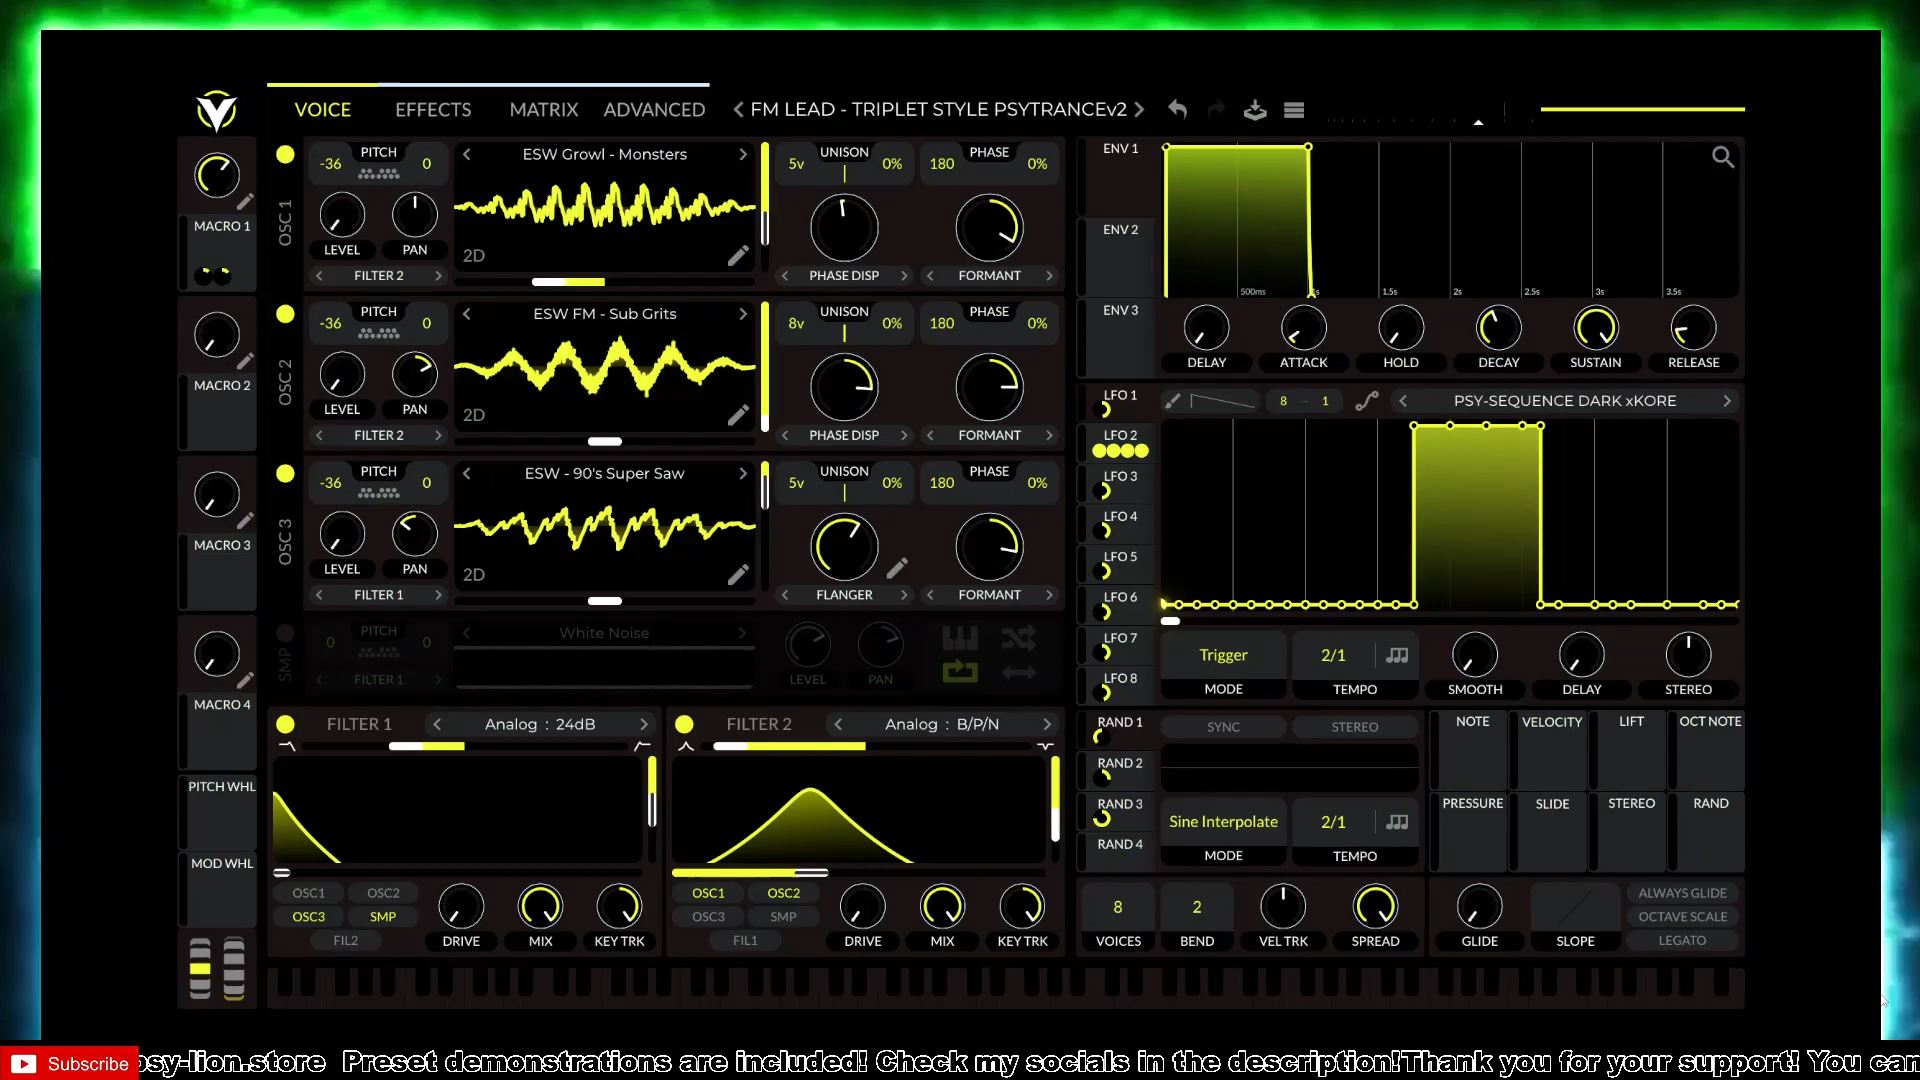 VOICE EFFECTS MATRIX ADVANCED FM LEAD - TRIPLET STYLE PSYTRANCEv2
MACRO 1
MACRO 2
MACRO 3
MACRO 4
PITCH WHL
MOD WHL
OSC 1
PITCH
-36 0
LEVEL PAN
FILTER 2
ESW Growl - Monsters
2D
UNISON
5v 0%
PHASE DISP
PHASE
180 0%
FORMANT
OSC 2
PITCH
-36 0
LEVEL PAN
FILTER 2
ESW FM - Sub Grits
2D
UNISON
8v 0%
PHASE DISP
PHASE
180 0%
FORMANT
OSC 3
PITCH
-36 0
LEVEL PAN
FILTER 1
ESW - 90's Super Saw
2D
UNISON
5v 0%
FLANGER
PHASE
180 0%
FORMANT
SMP
PITCH
0 0
FILTER 1
White Noise
LEVEL PAN
FILTER 1 Analog : 24dB
OSC1 OSC2
OSC3 SMP
FIL2
DRIVE MIX KEY TRK
FILTER 2 Analog : B/P/N
OSC1 OSC2
OSC3 SMP
FIL1
DRIVE MIX KEY TRK
ENV 1
ENV 2
ENV 3
500ms 1s 1.5s 2s 2.5s 3s 3.5s
DELAY ATTACK HOLD DECAY SUSTAIN RELEASE
LFO 1
LFO 2
LFO 3
LFO 4
LFO 5
LFO 6
LFO 7
LFO 8
8 - 1 PSY-SEQUENCE DARK xKORE
Trigger 2/1
MODE TEMPO SMOOTH DELAY STEREO
RAND 1
RAND 2
RAND 3
RAND 4
SYNC STEREO
Sine Interpolate 2/1
MODE TEMPO
NOTE VELOCITY LIFT OCT NOTE
PRESSURE SLIDE STEREO RAND
8 2
VOICES BEND VEL TRK SPREAD
GLIDE SLOPE
ALWAYS GLIDE
OCTAVE SCALE
LEGATO
Subscribe psy-lion.store Preset demonstrations are included! Check my socials in the description!Thank you for your support! You can